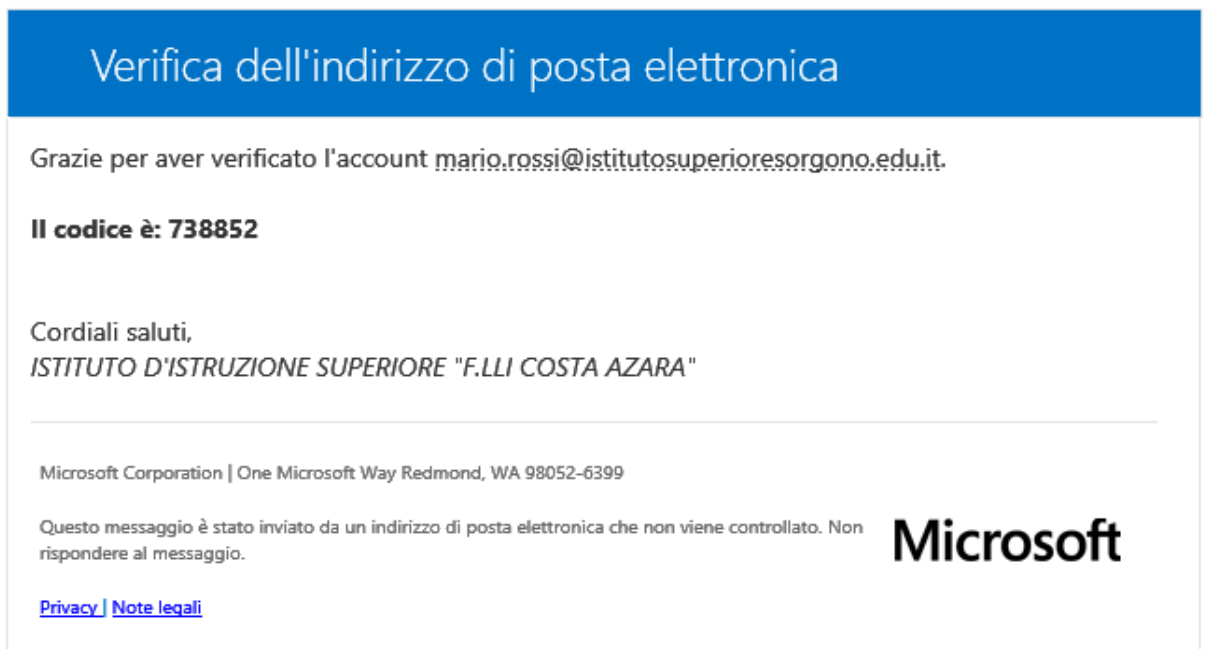 Verifica dell'indirizzo di posta elettronica
Grazie per aver verificato l'account mario.rossi@istitutosuperioresorgono.edu.it.
Il codice è: 738852
Cordiali saluti,
ISTITUTO D'ISTRUZIONE SUPERIORE "F.LLI COSTA AZARA"
Microsoft Corporation | One Microsoft Way Redmond, WA 98052-6399
Questo messaggio è stato inviato da un indirizzo di posta elettronica che non viene controllato. Non
rispondere al messaggio.
Microsoft
Privacy | Note legali